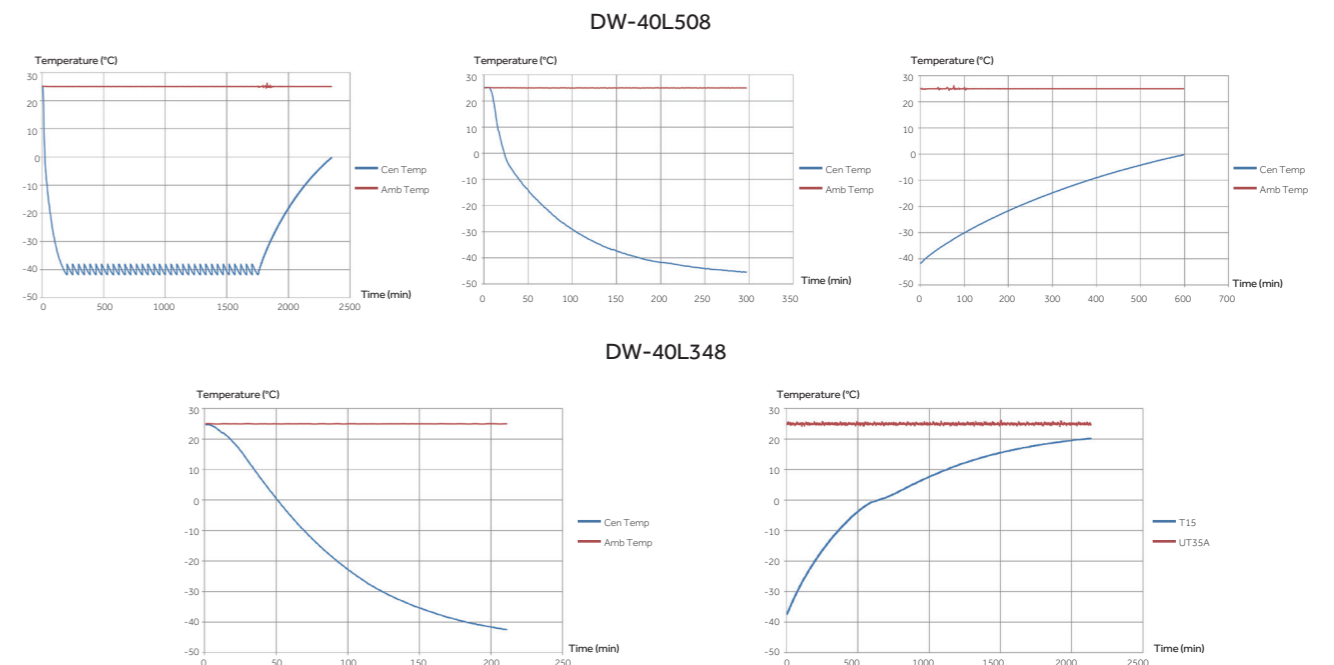 DW-40L508
Temperature (°C)
30
20
10
0
-10
-20
-30
-40
-50
0 500 1000 1500 2000 2500
Time (min)
Cen Temp
Amb Temp
Temperature (°C)
30
20
10
0
-10
-20
-30
-40
-50
0 50 100 150 200 250 300 350
Time (min)
Cen Temp
Amb Temp
Temperature (°C)
30
20
10
0
-10
-20
-30
-40
-50
0 100 200 300 400 500 600 700
Time (min)
Cen Temp
Amb Temp
DW-40L348
Temperature (°C)
30
20
10
0
-10
-20
-30
-40
-50
0 50 100 150 200 250
Time (min)
Cen Temp
Amb Temp
Temperature (°C)
30
20
10
0
-10
-20
-30
-40
-50
0 500 1000 1500 2000 2500
Time (min)
T15
UT35A